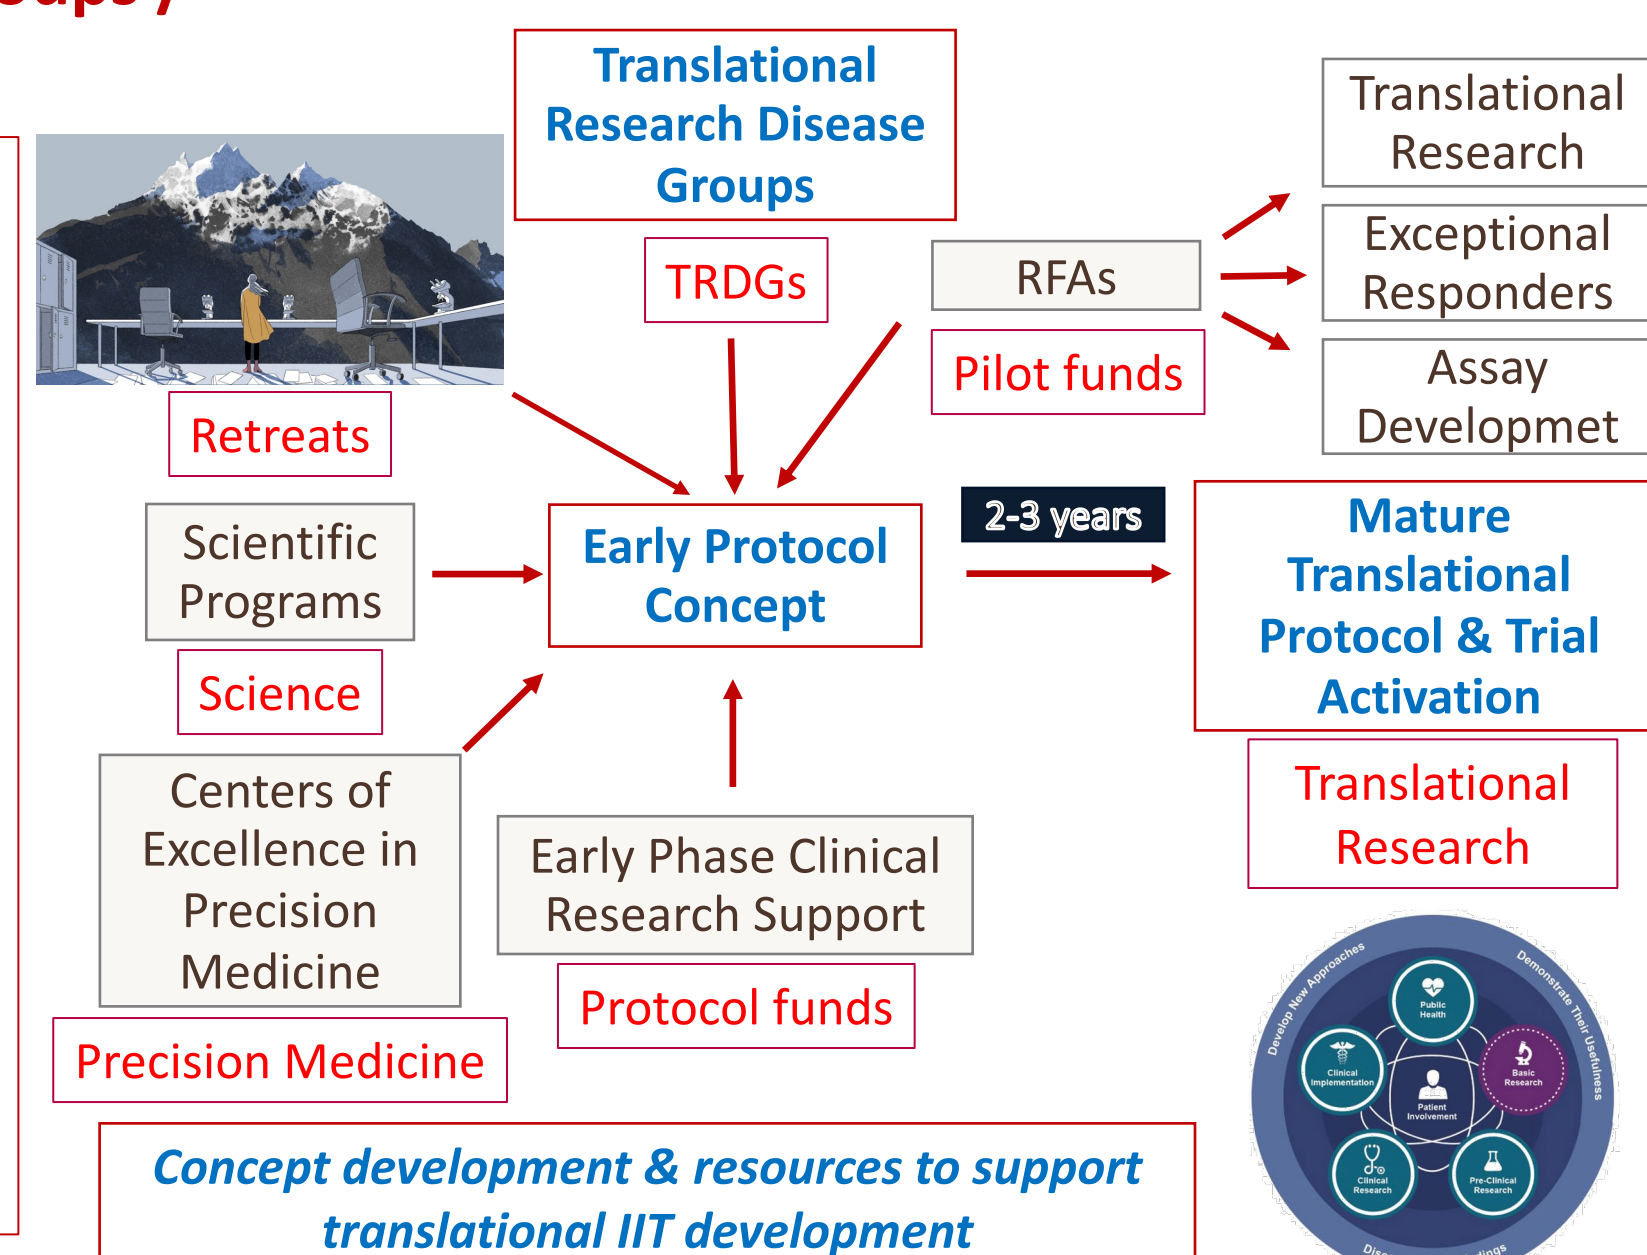 Translational
Research Disease
Groups
TRDGs
RFAs
Pilot funds
Translational
Research
Exceptional
Responders
Assay
Developmet
Retreats
Scientific
Programs
Science
Early Protocol
Concept
2-3 years
Mature
Translational
Protocol & Trial
Activation
Translational
Research
Centers of
Excellence in
Precision
Medicine
Precision Medicine
Early Phase Clinical
Research Support
Protocol funds
Develop New Approaches
Demonstrate Their Usefulness
Public
Health
Clinical
Implementation
Basic
Research
Patient
Involvement
Clinical
Research
Pre-Clinical
Research
Concept development & resources to support
translational IIT development